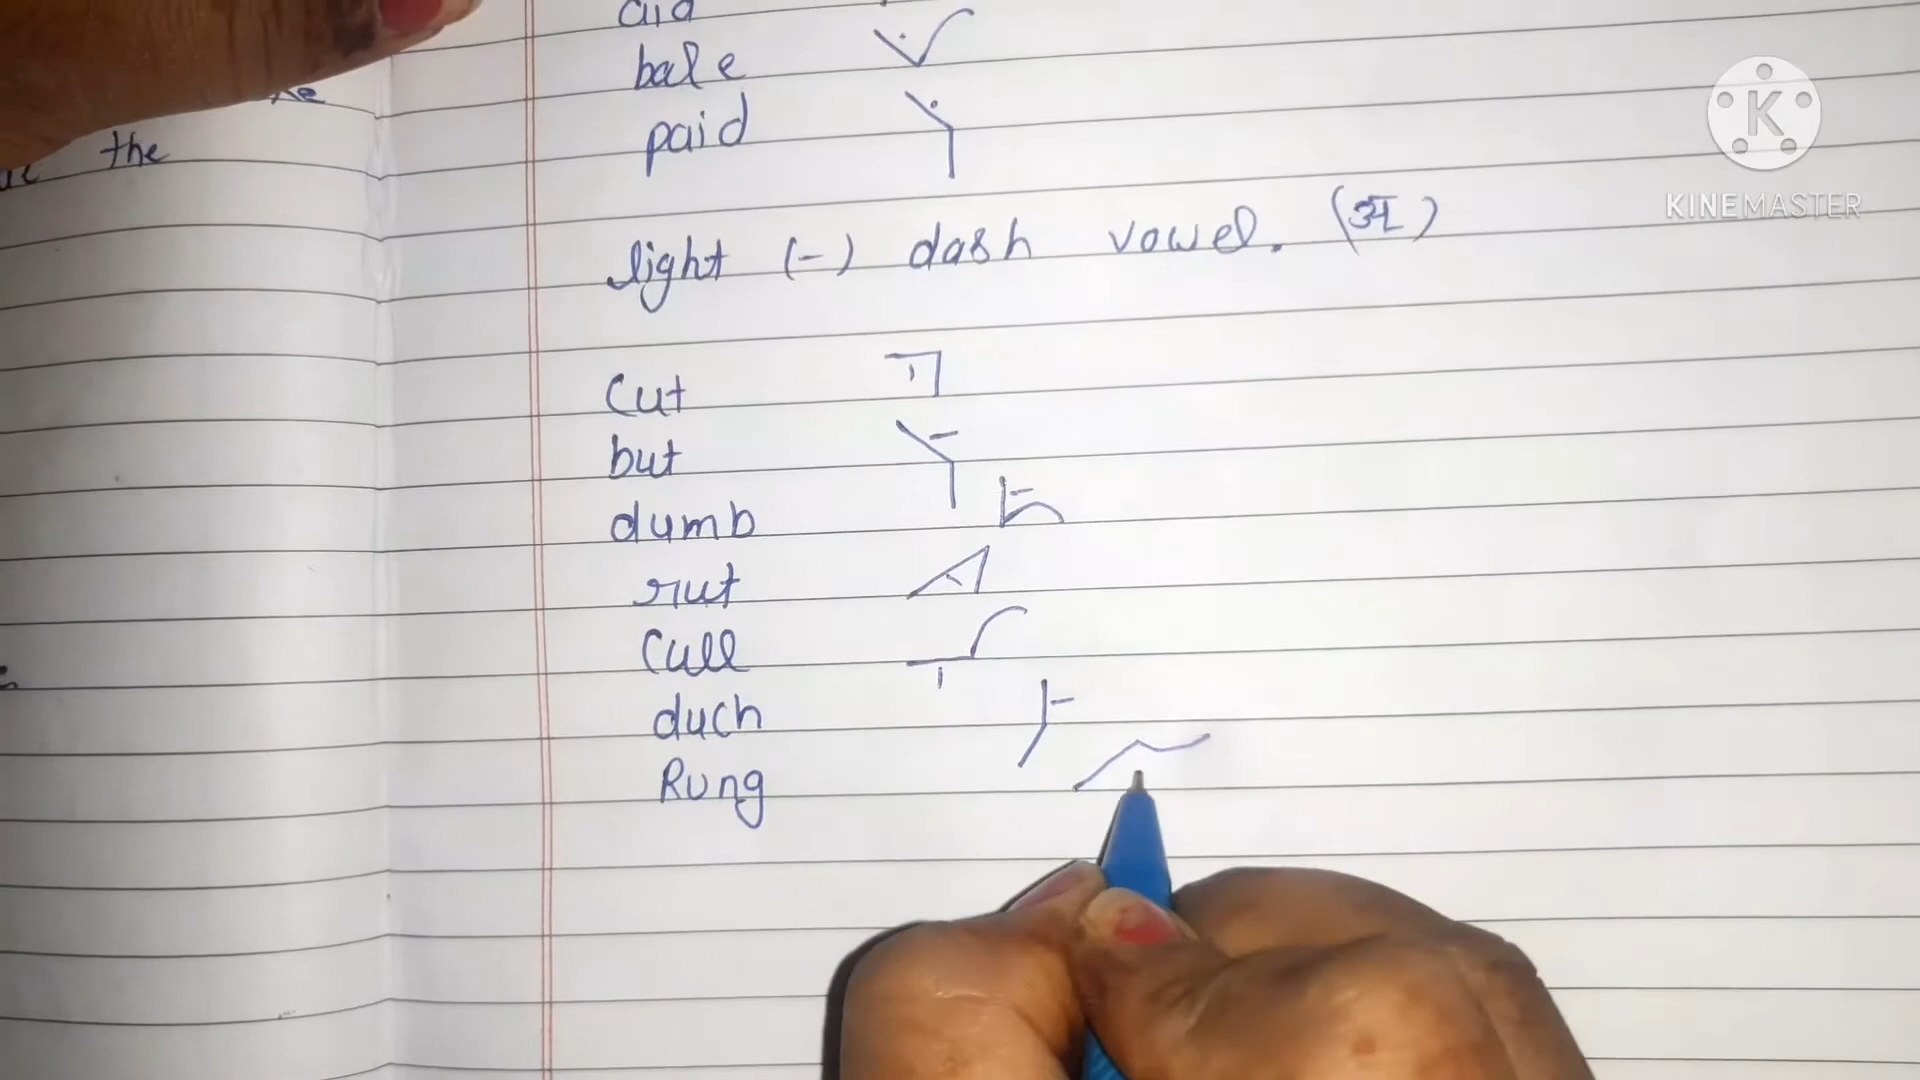 bale
paid
the
light (-) dash vowel. (अ)
Cut
but
dumb
rut
Cull
duch
Rung
KINEMASTER